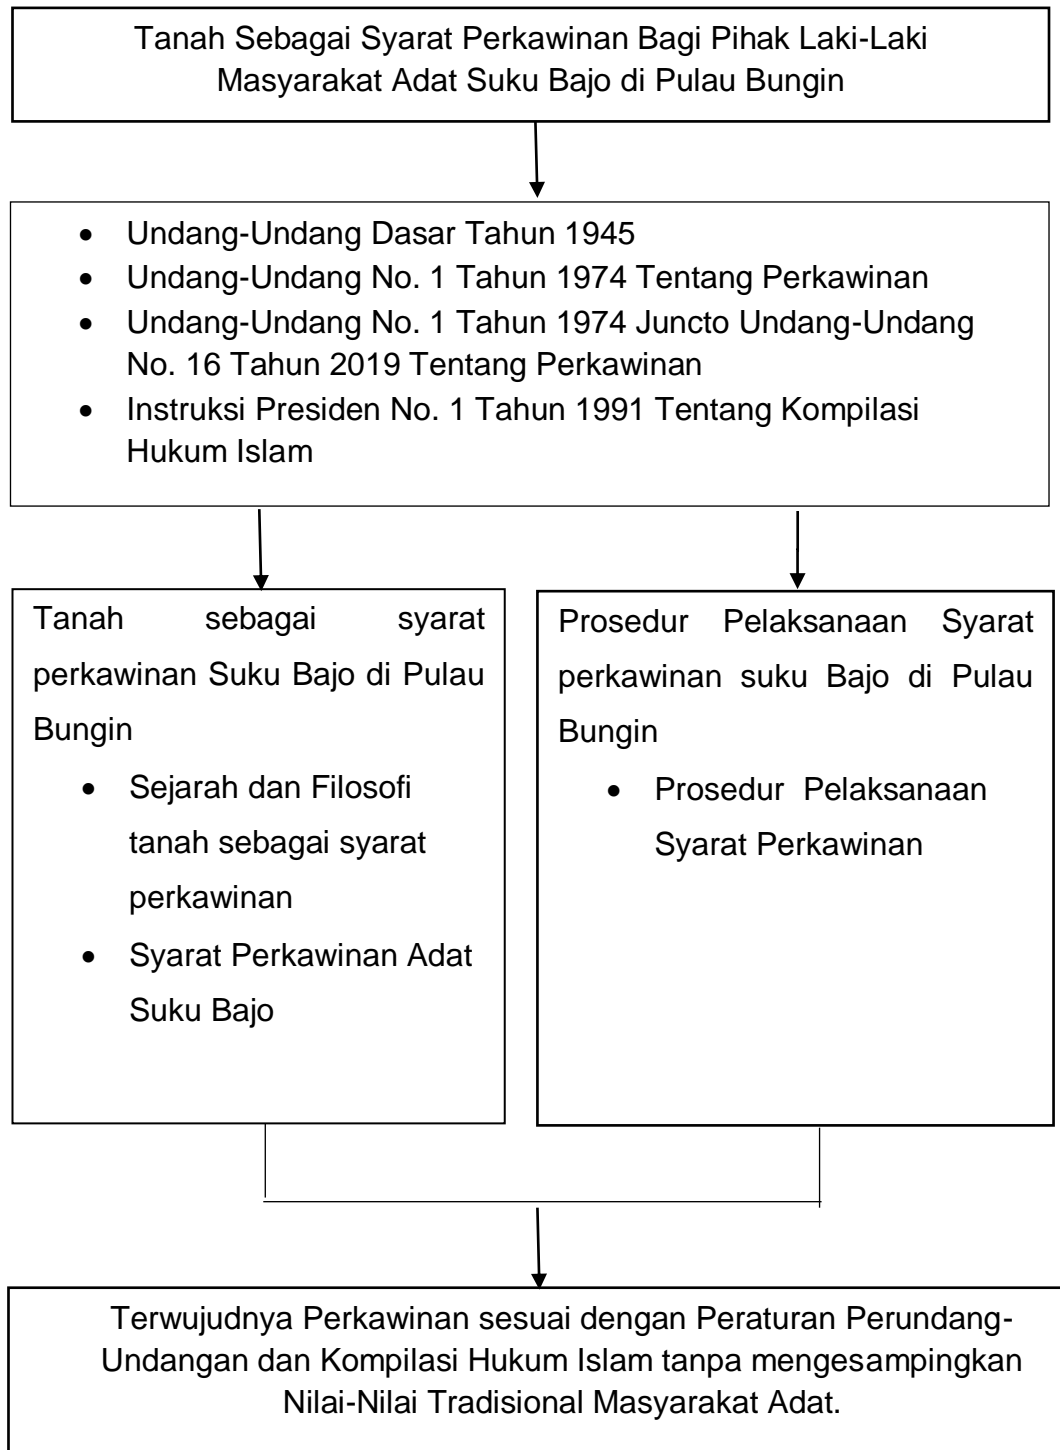 Tanah Sebagai Syarat Perkawinan Bagi Pihak Laki-Laki
Masyarakat Adat Suku Bajo di Pulau Bungin
• Undang-Undang Dasar Tahun 1945
• Undang-Undang No. 1 Tahun 1974 Tentang Perkawinan
• Undang-Undang No. 1 Tahun 1974 Juncto Undang-Undang
No. 16 Tahun 2019 Tentang Perkawinan
• Instruksi Presiden No. 1 Tahun 1991 Tentang Kompilasi
Hukum Islam
Tanah sebagai syarat
perkawinan Suku Bajo di Pulau
Bungin
• Sejarah dan Filosofi
tanah sebagai syarat
perkawinan
• Syarat Perkawinan Adat
Suku Bajo
Prosedur Pelaksanaan Syarat
perkawinan suku Bajo di Pulau
Bungin
• Prosedur Pelaksanaan
Syarat Perkawinan
Terwujudnya Perkawinan sesuai dengan Peraturan Perundang-
Undangan dan Kompilasi Hukum Islam tanpa mengesampingkan
Nilai-Nilai Tradisional Masyarakat Adat.